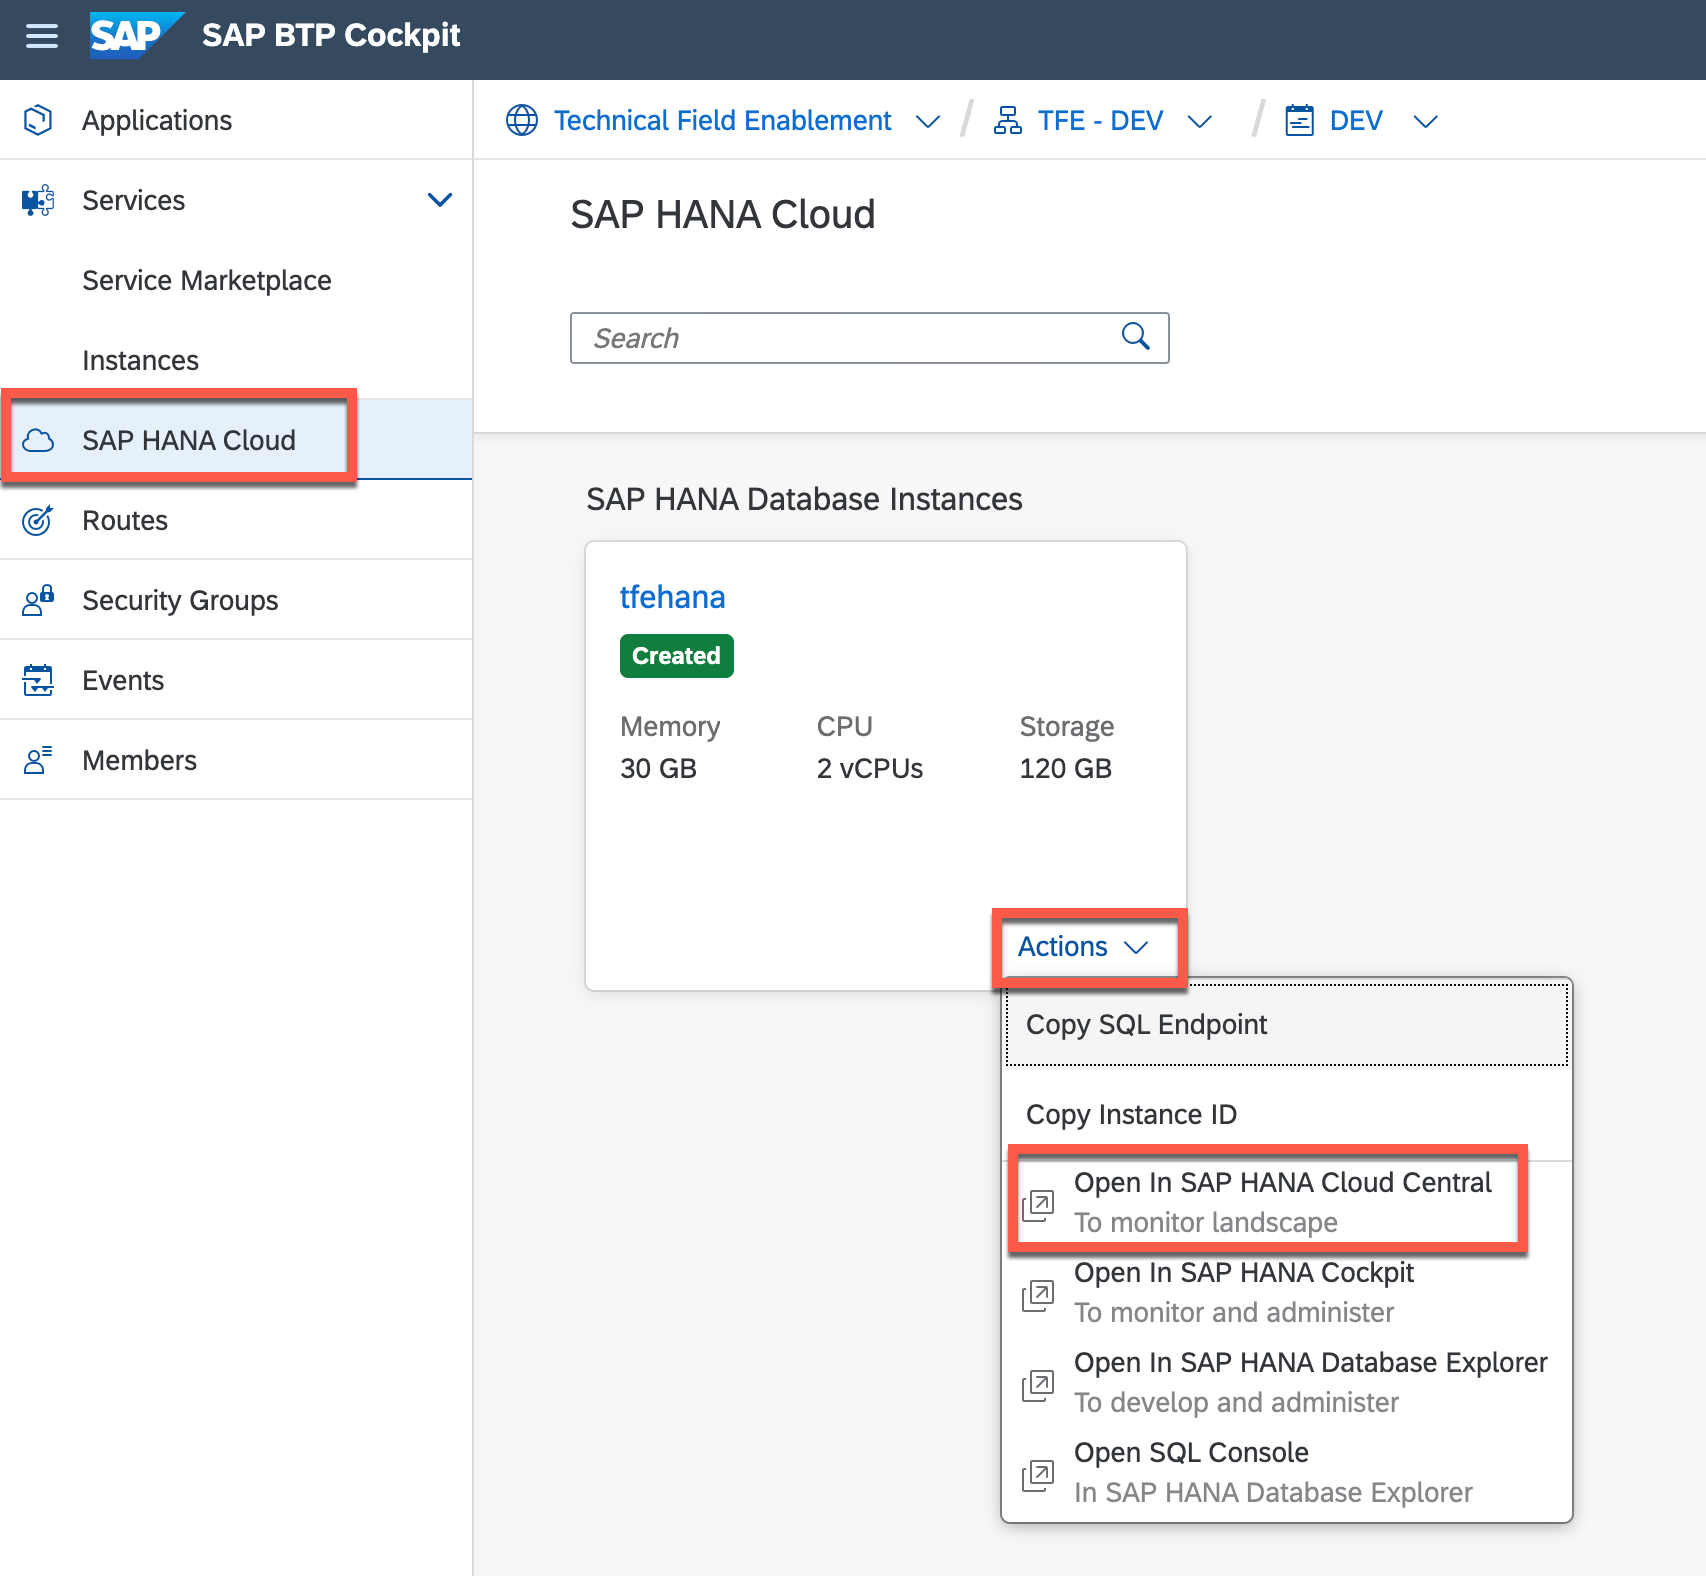 SAP SAP BTP Cockpit
Applications
Services
Service Marketplace
Instances
SAP HANA Cloud
Routes
Security Groups
Events
Members
Technical Field Enablement / TFE - DEV / DEV
SAP HANA Cloud
Search
SAP HANA Database Instances
tfehana
Created
Memory CPU Storage
30 GB 2 vCPUs 120 GB
Actions
Copy SQL Endpoint
Copy Instance ID
Open In SAP HANA Cloud Central
To monitor landscape
Open In SAP HANA Cockpit
To monitor and administer
Open In SAP HANA Database Explorer
To develop and administer
Open SQL Console
In SAP HANA Database Explorer